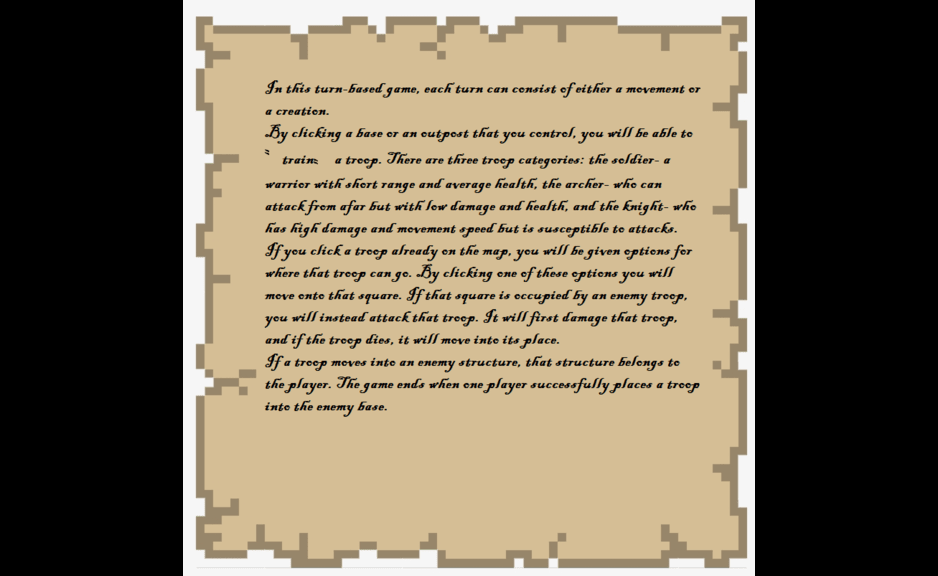 In this turn-based game, each turn can consist of either a movement or
a creation.
By clicking a base or an outpost that you control, you will be able to
" train= a troop. There are three troop categories: the soldier- a
warrior with short range and average health, the archer- who can
attack from afar but with low damage and health, and the knight- who
has high damage and movement speed but is susceptible to attacks.
If you click a troop already on the map, you will be given options for
where that troop can go. By clicking one of these options you will
move onto that square. If that square is occupied by an enemy troop,
you will instead attack that troop. It will first damage that troop,
and if the troop dies, it will move into its place.
If a troop moves into an enemy structure, that structure belongs to
the player. The game ends when one player successfully places a troop
into the enemy base.